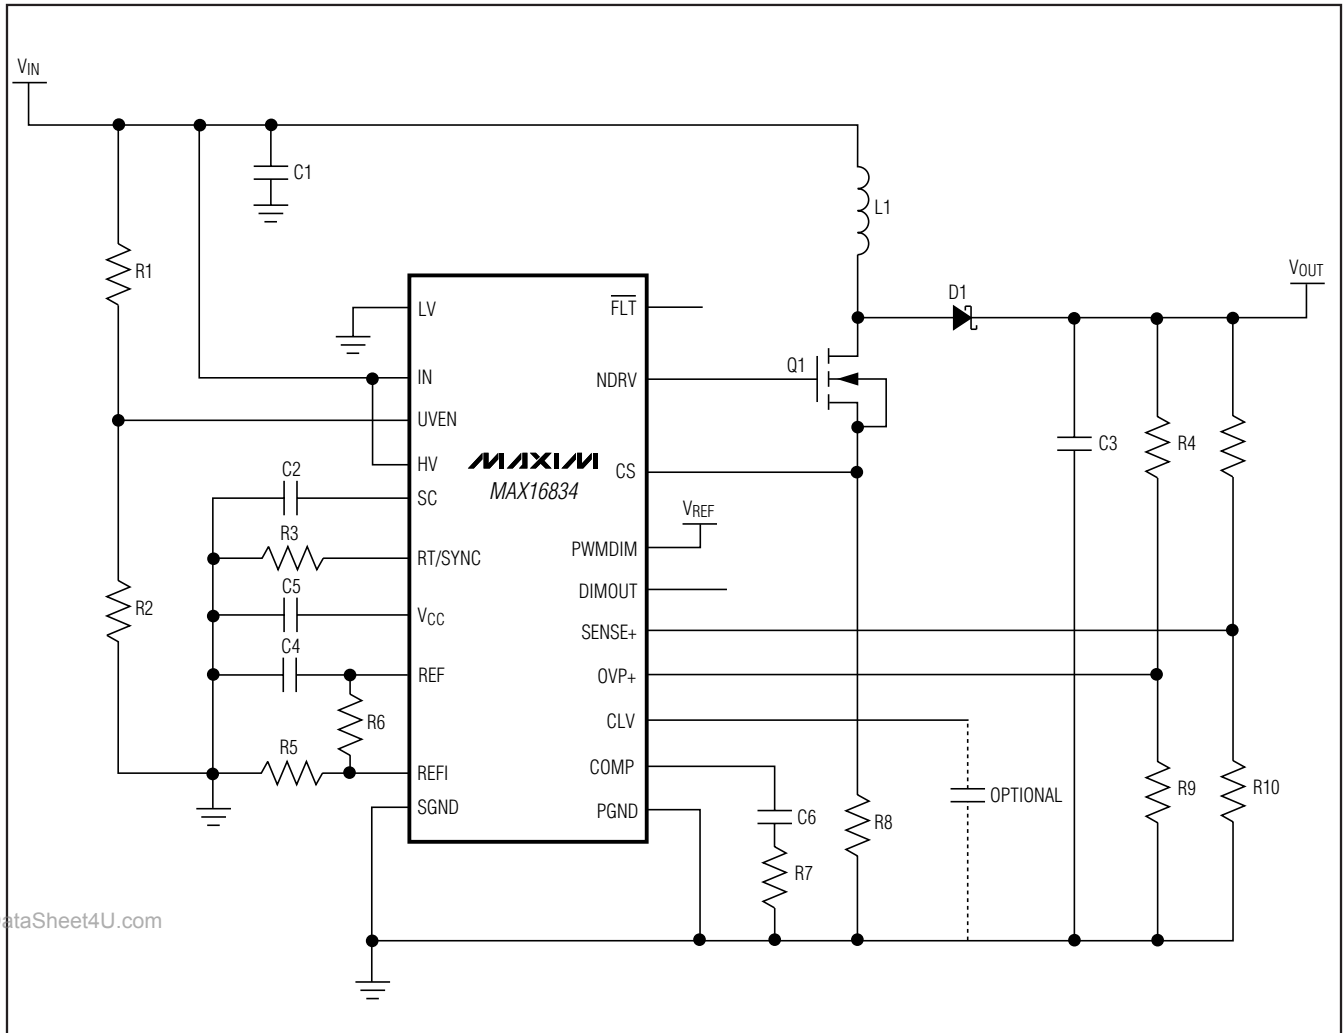 VIN
C1
L1
R1
VOUT
D1
LV
FLT
Q1
IN
NDRV
UVEN
C3
R4
HV
MAXIM
CS
C2
MAX16834
SC
VREF
R3
RT/SYNC
PWMDIM
C5
DIMOUT
R2
VCC
SENSE+
C4
REF
OVP+
R6
CLV
R5
COMP
REFI
R9
R10
OPTIONAL
SGND
PGND
C6
R8
R7
ataSheet4U.com